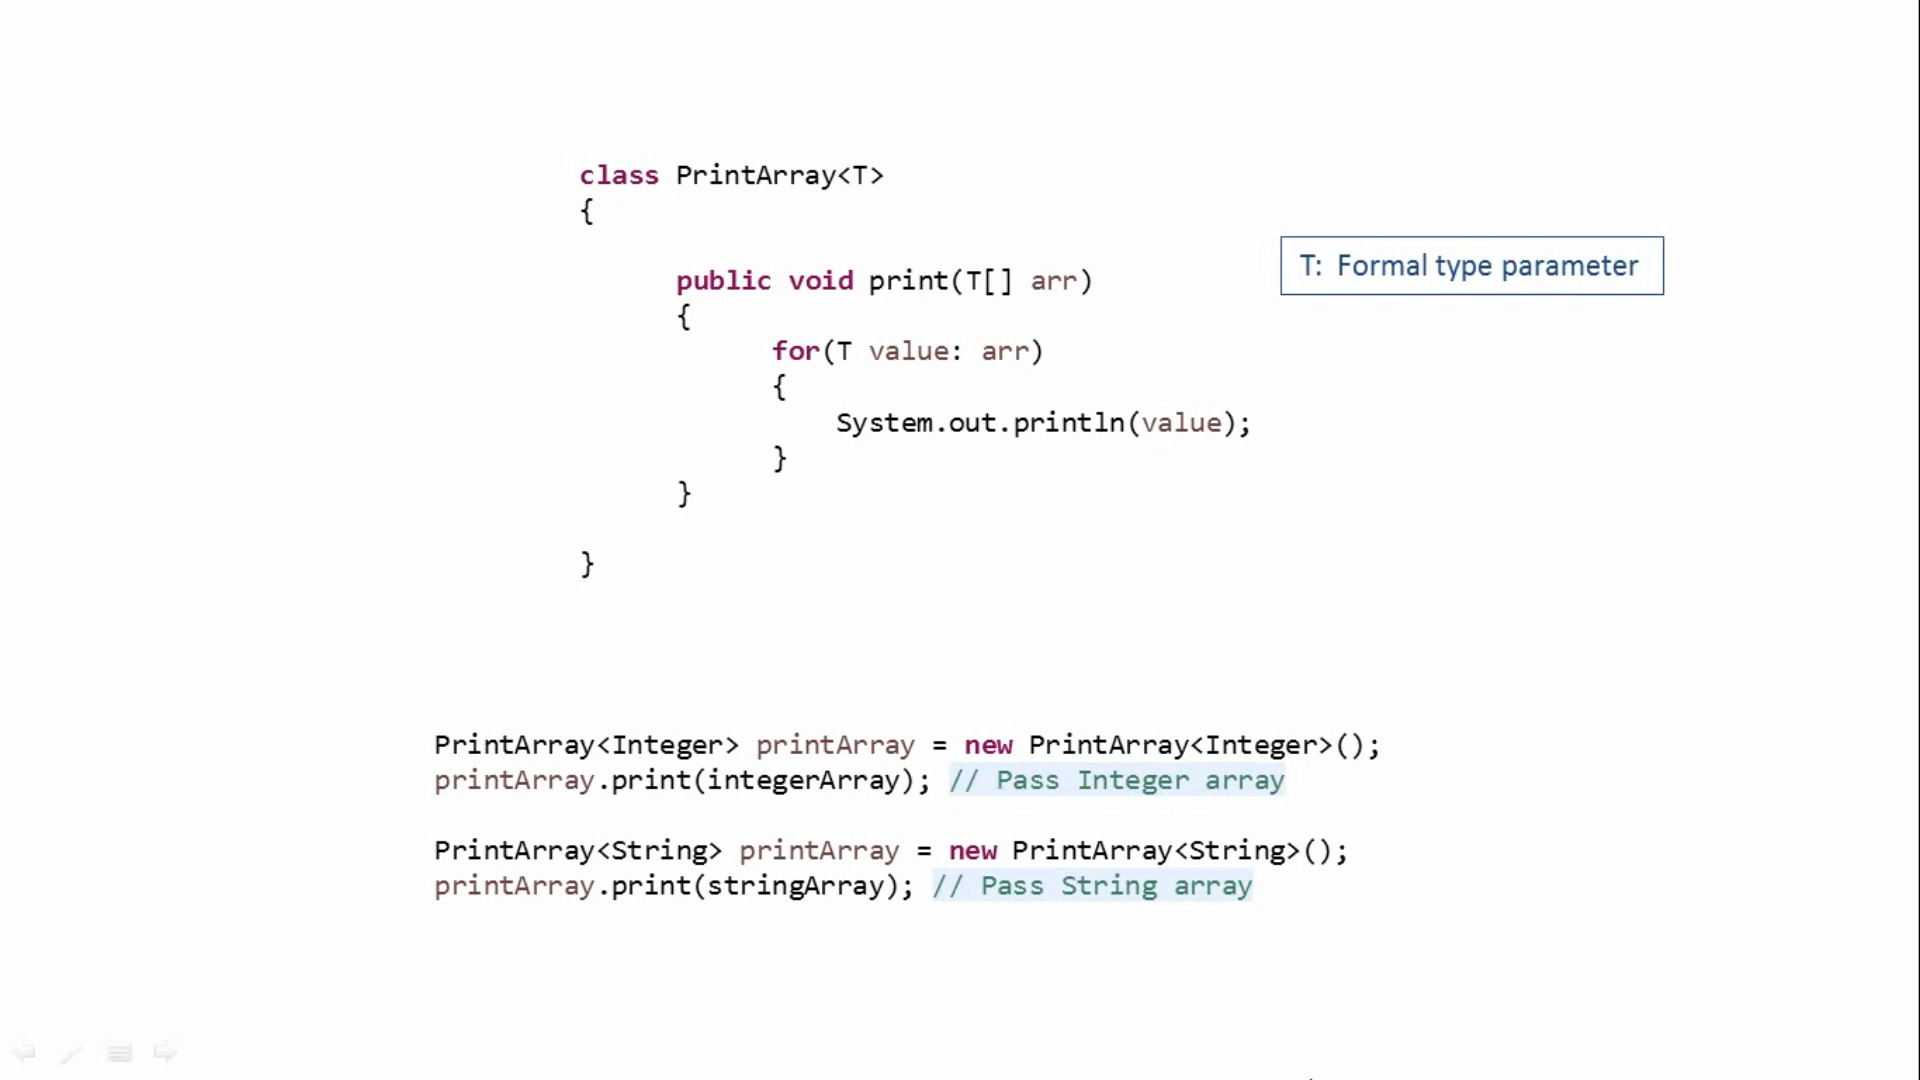 class PrintArray<T>
{
public void print(T[] arr)
{
for(T value: arr)
{
System.out.println(value);
}
}
}
T: Formal type parameter
PrintArray<Integer> printArray = new PrintArray<Integer>();
printArray.print(integerArray); // Pass Integer array
PrintArray<String> printArray = new PrintArray<String>();
printArray.print(stringArray); // Pass String array